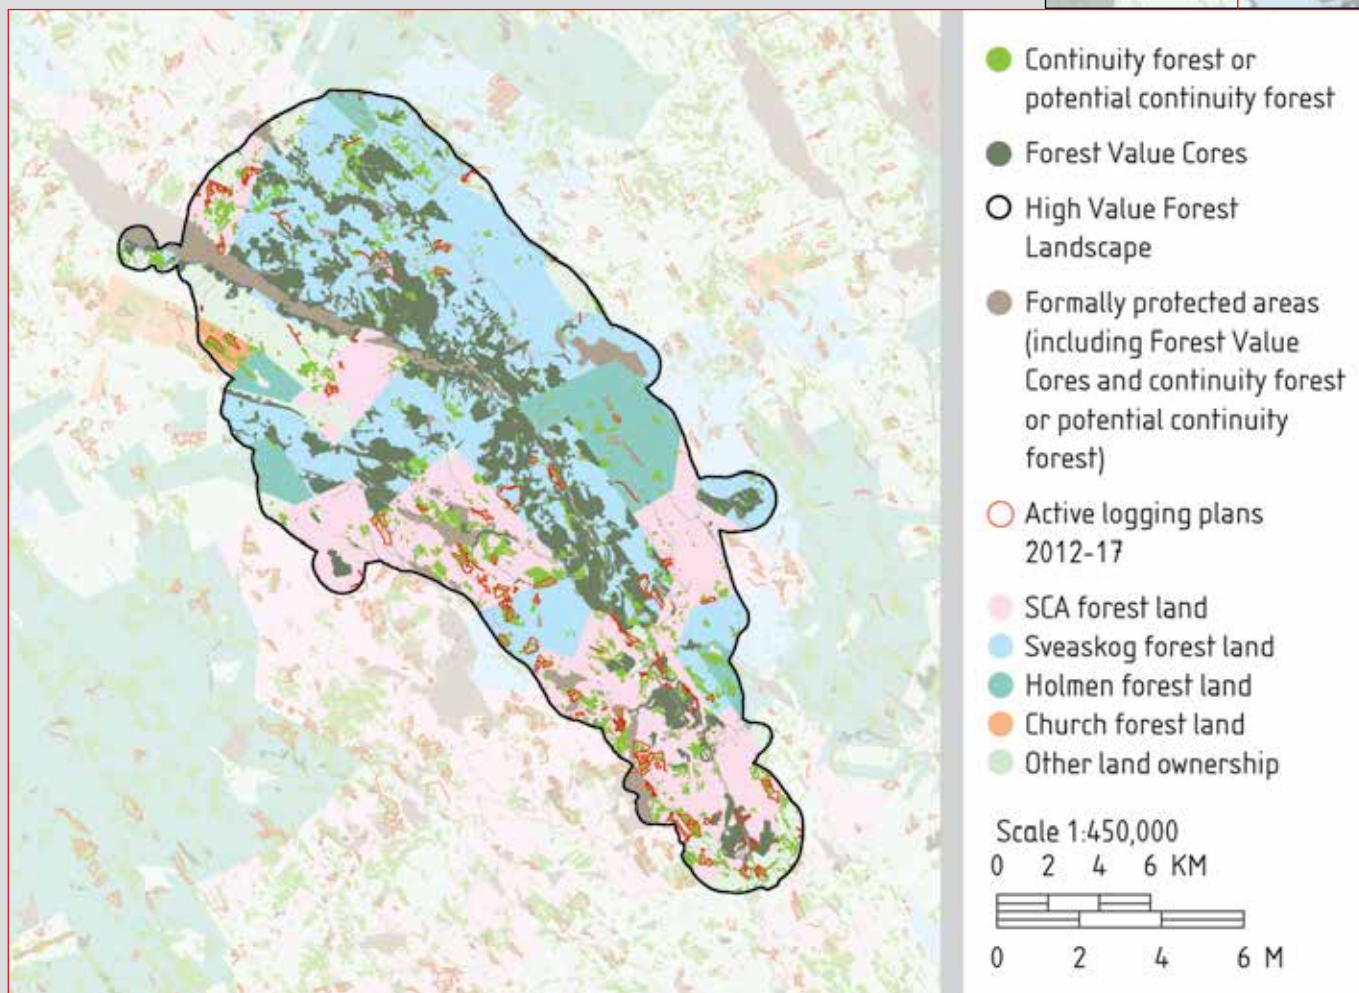 Continuity forest or
potential continuity forest
Forest Value Cores
High Value Forest
Landscape
Formally protected areas
(including Forest Value
Cores and continuity forest
or potential continuity
forest)
Active logging plans
2012-17
SCA forest land
Sveaskog forest land
Holmen forest land
Church forest land
Other land ownership
Scale 1:450,000
0 2 4 6 KM
0 2 4 6 M